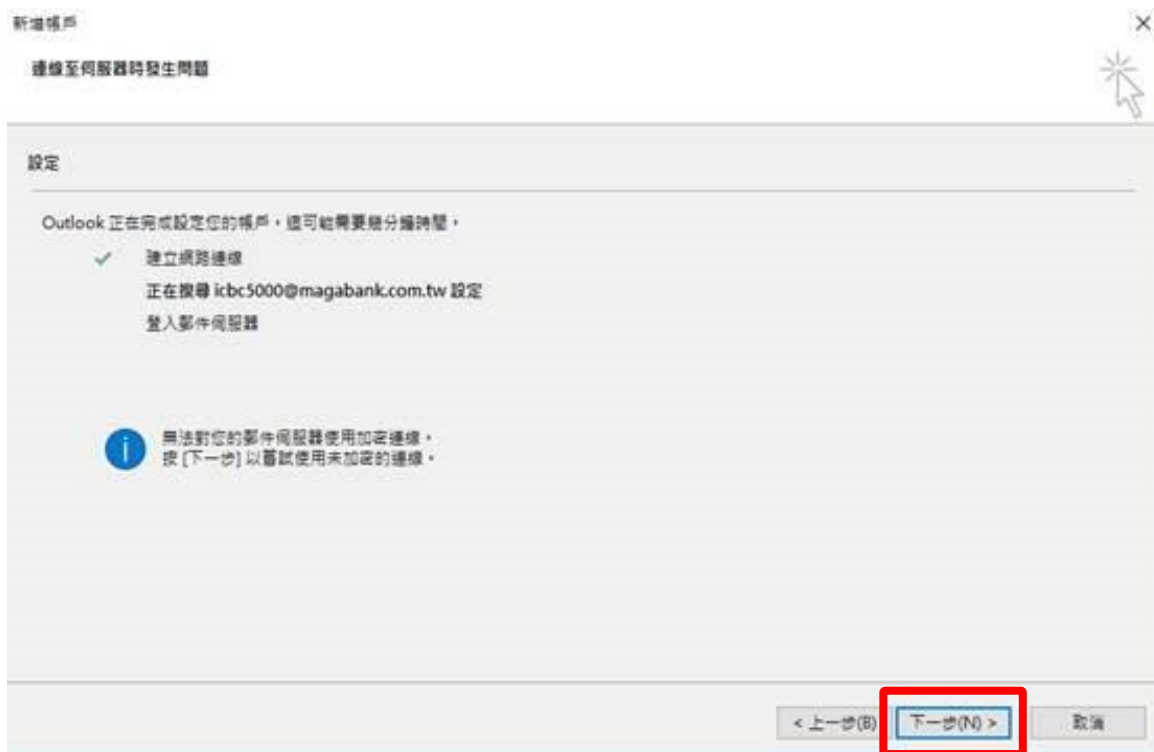 新增帳戶
連線至伺服器時發生問題
設定
Outlook 正在完成設定您的帳戶，這可能需要幾分鐘時間。
建立網路連線
正在搜尋 icbc5000@magabank.com.tw 設定
登入郵件伺服器
無法對您的郵件伺服器使用加密連線。
按 [下一步] 以嘗試使用未加密的連線。
< 上一步(B) 下一步(N) > 取消